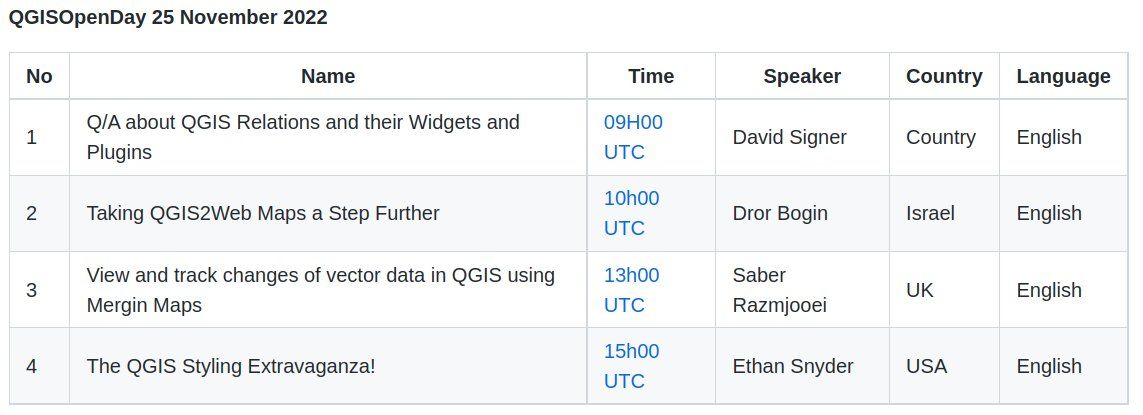 QGISOpenDay 25 November 2022
No Name Time Speaker Country Language
1 Q/A about QGIS Relations and their Widgets and Plugins 09H00 UTC David Signer Country English
2 Taking QGIS2Web Maps a Step Further 10h00 UTC Dror Bogin Israel English
3 View and track changes of vector data in QGIS using Mergin Maps 13h00 UTC Saber Razmjooei UK English
4 The QGIS Styling Extravaganza! 15h00 UTC Ethan Snyder USA English